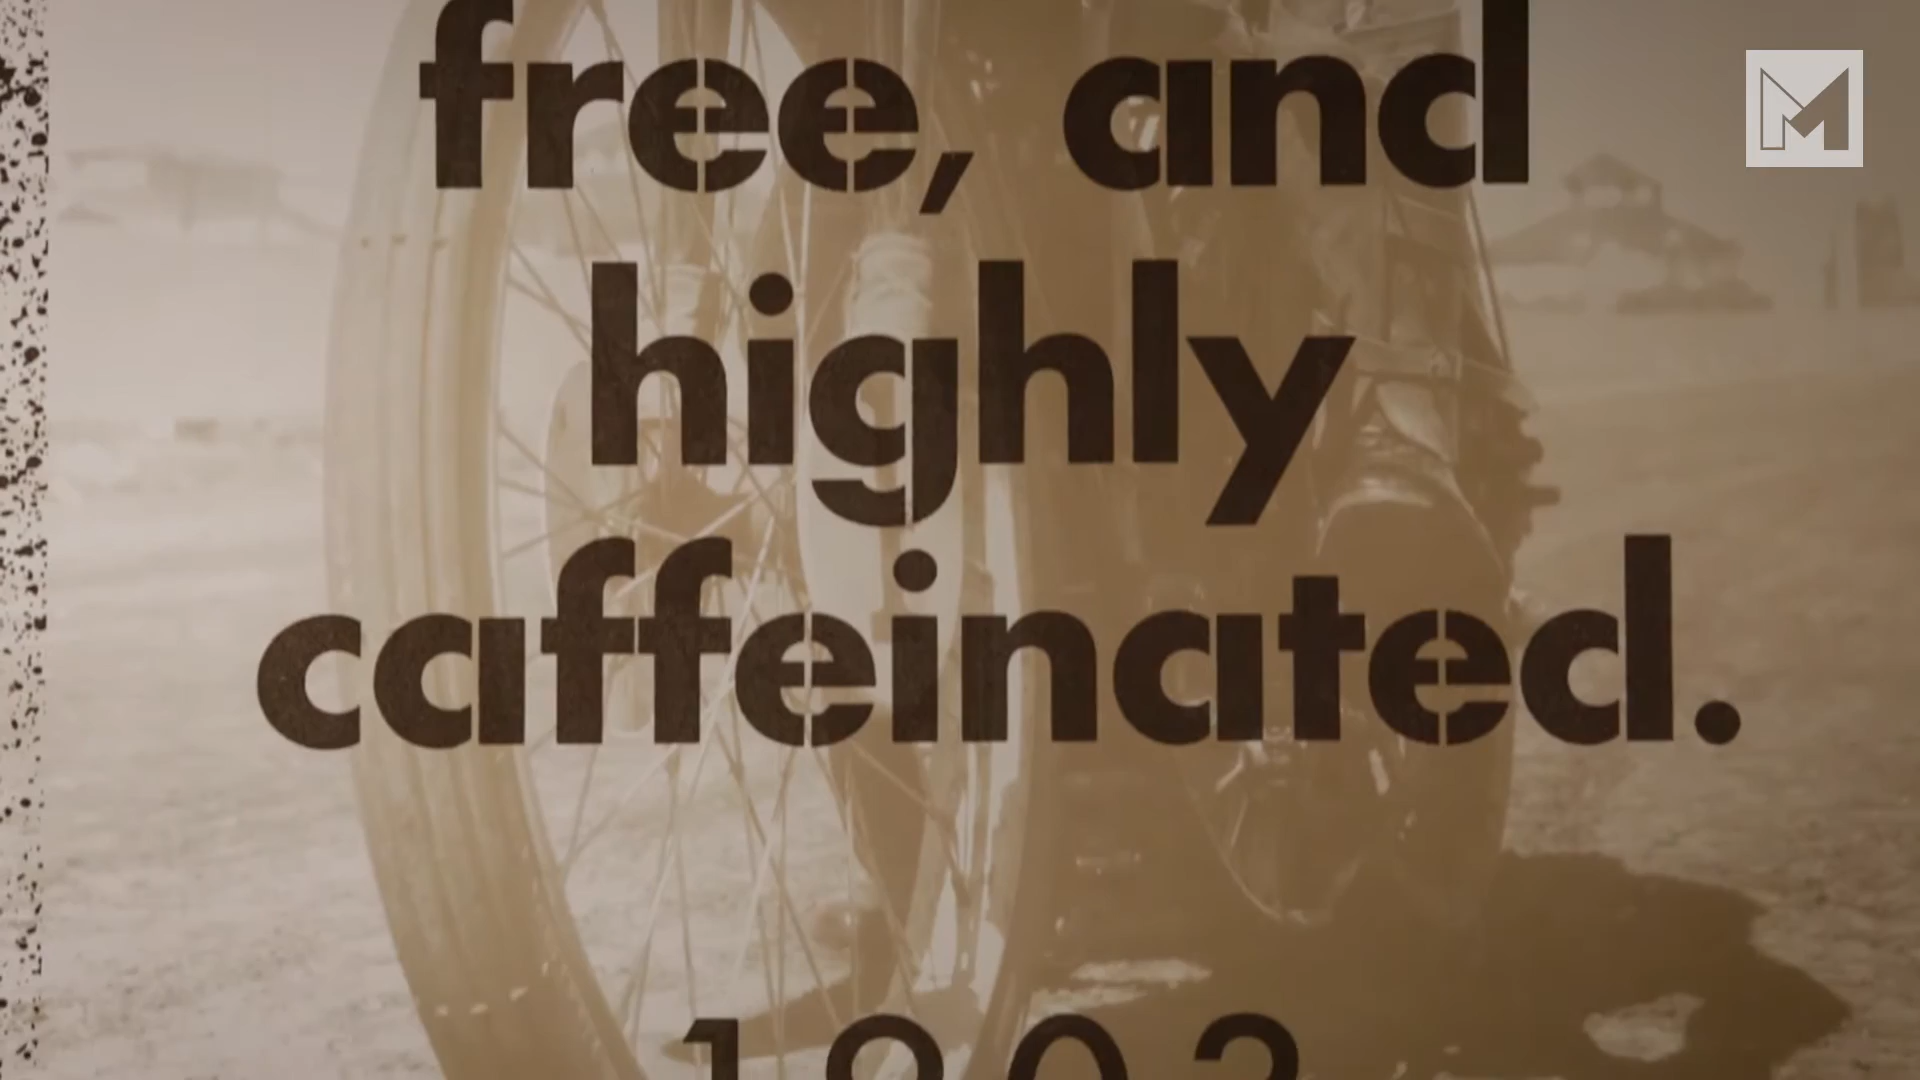 free, and
highly
caffeinated.
M